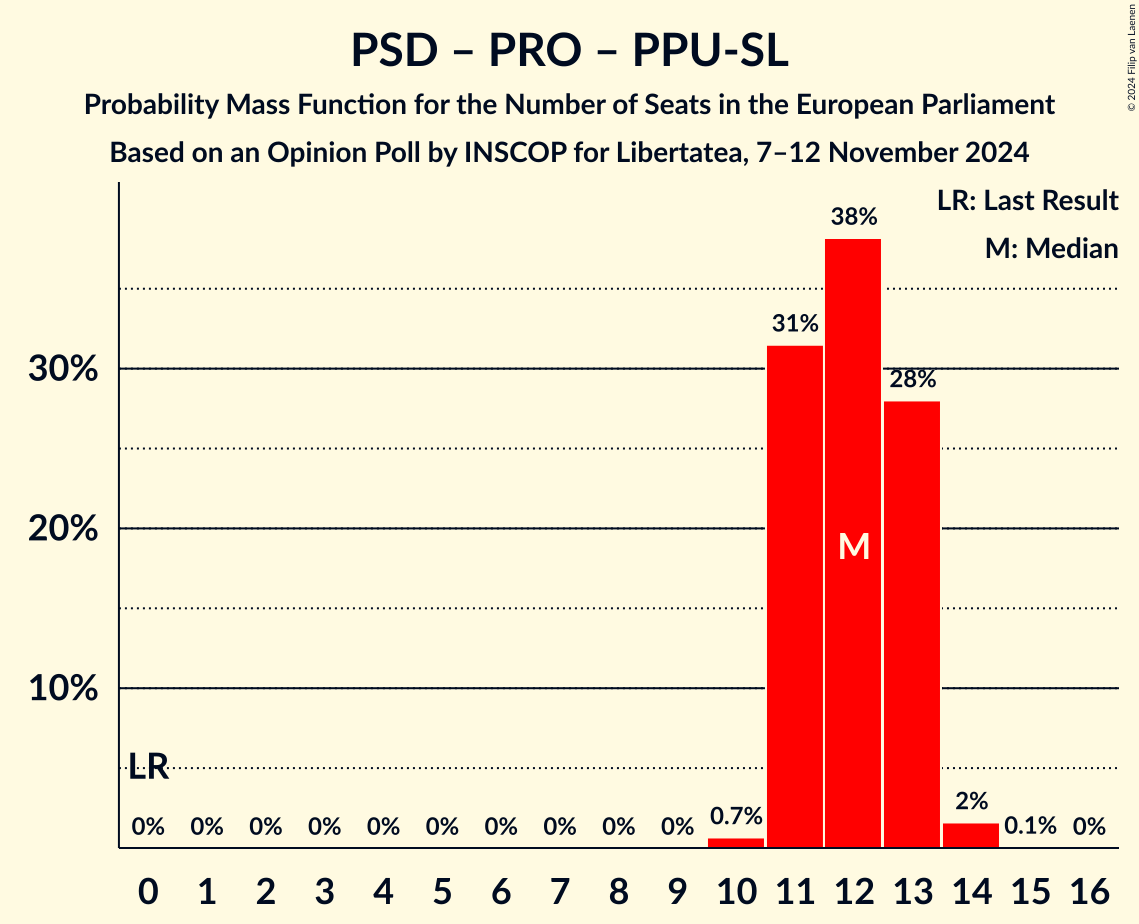 PSD – PRO – PPU-SL
Probability Mass Function for the Number of Seats in the European Parliament
Based on an Opinion Poll by INSCOP for Libertatea, 7–12 November 2024
© 2024 Filip van Laenen
LR: Last Result
M: Median
38%
31%
30%
28%
20%
M
10%
LR
0% 0% 0% 0% 0% 0% 0% 0% 0% 0% 0.7% 2% 0.1% 0%
0 1 2 3 4 5 6 7 8 9 10 11 12 13 14 15 16